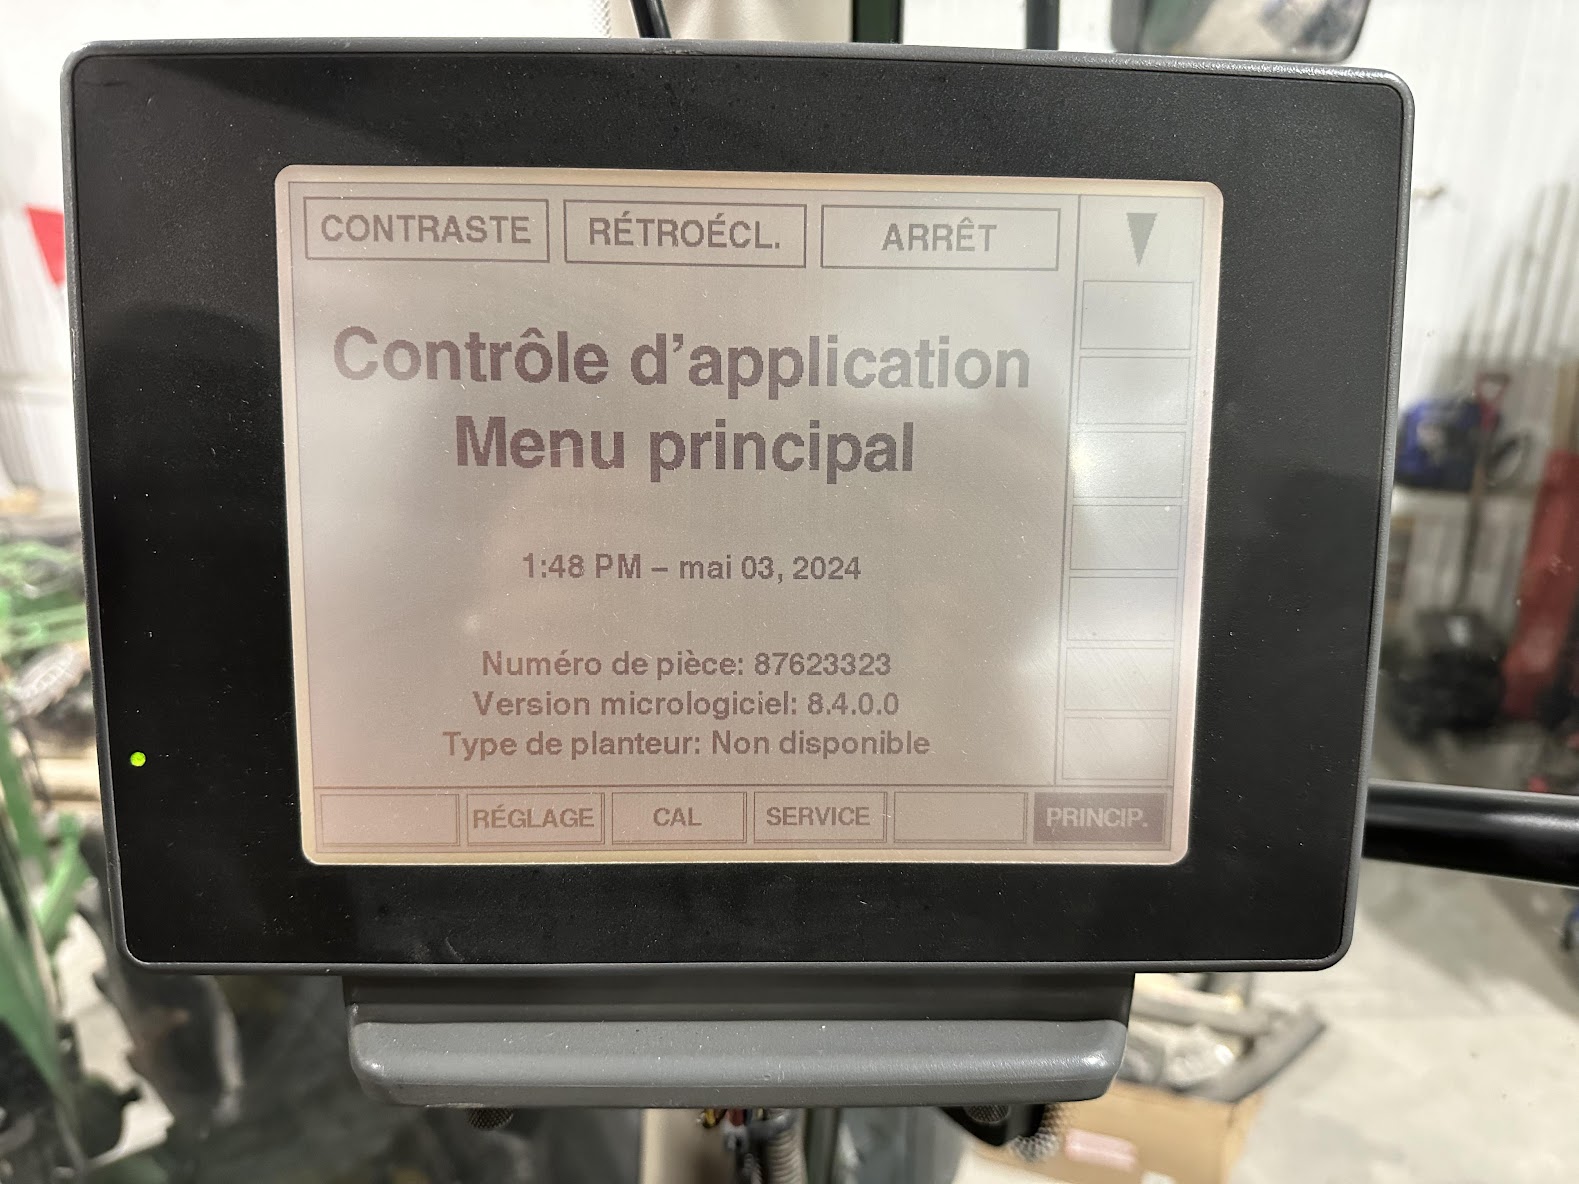 CONTRASTE RÉTROÉCL. ARRÊT
Contrôle d'application
Menu principal
1:48 PM – mai 03, 2024
Numéro de pièce: 87623323
Version micrologiciel: 8.4.0.0
Type de planteur: Non disponible
RÉGLAGE CAL SERVICE PRINCIP.